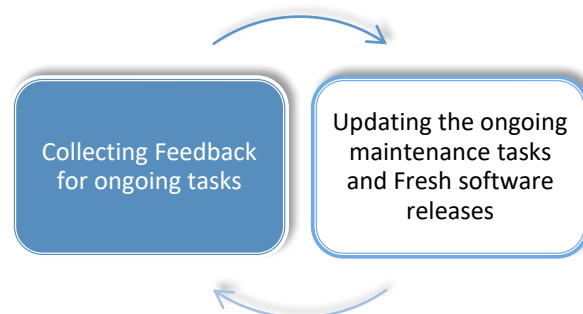 Collecting Feedback
for ongoing tasks
Updating the ongoing
maintenance tasks
and Fresh software
releases